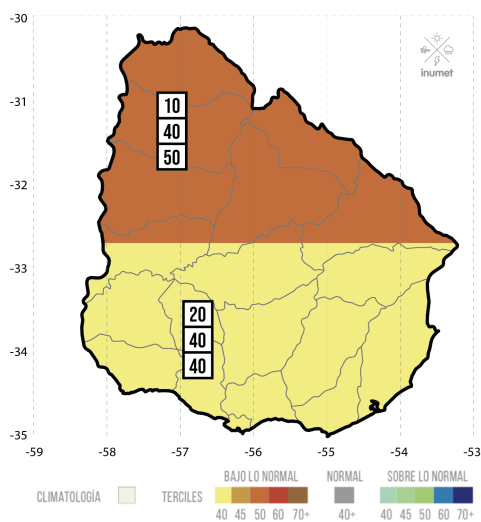 -30
inumet
-31
10
40
50
-32
-33
20
40
40
-34
-35
-59 -58 -57 -56 -55 -54 -53
BAJO LO NORMAL NORMAL SOBRE LO NORMAL
CLIMATOLOGÍA TERCILES
40 45 50 60 70+ 40+ 40 45 50 60 70+